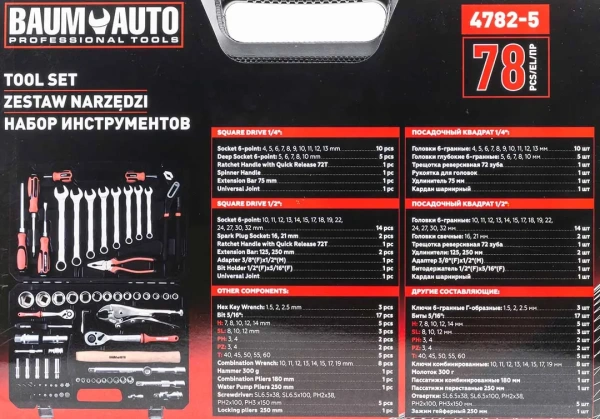 BAUM AUTO
PROFESSIONAL TOOLS
TOOL SET
ZESTAW NARZĘDZI
НАБОР ИНСТРУМЕНТОВ
4782-5
78
PCS/EL/ПР
SQUARE DRIVE 1/4":
Socket 6-point: 4, 5, 6, 7, 8, 9, 10, 11, 12, 13 mm 10 pcs
Deep Socket 6-point: 5, 6, 7, 8, 10 mm 5 pcs
Ratchet Handle with Quick Release 72T 1 pc
Spinner Handle 1 pc
Extension Bar 75 mm 1 pc
Universal Joint 1 pc
SQUARE DRIVE 1/2":
Socket 6-point: 10, 11, 12, 13, 14, 15, 17, 18, 19, 22,
24, 27, 30, 32 mm 14 pcs
Spark Plug Socket: 16, 21 mm 2 pcs
Ratchet Handle with Quick Release 72T 1 pc
Extension Bar: 125, 250 mm 2 pcs
Adapter 3/8"(F)x1/2"(M) 1 pc
Bit Holder 1/2"(F)x5/16"(F) 1 pc
Universal Joint 1 pc
OTHER COMPONENTS:
Hex Key Wrench: 1.5, 2, 2.5 mm 3 pcs
Bit 5/16": 17 pcs
H: 7, 8, 10, 12, 14 mm 5 pcs
SL: 8, 10, 12 mm 3 pcs
PH: 3, 4 2 pcs
PZ: 3, 4 2 pcs
T: 40, 45, 50, 55, 60 5 pcs
Combination Wrench: 10, 11, 12, 13, 14, 15, 17, 19 mm 8 pcs
Hammer 300 g 1 pc
Combination Pliers 180 mm 1 pc
Water Pump Pliers 250 mm 1 pc
Screwdriver: SL6.5x38, SL6.5x100, PH2x38,
PH2x100, PH3 x150 mm 5 pcs
Locking pliers 250 mm 1 pc
ПОСАДОЧНЫЙ КВАДРАТ 1/4":
Головки 6-гранные: 4, 5, 6, 7, 8, 9, 10, 11, 12, 13 мм 10 шт
Головки глубокие 6-гранные: 5, 6, 7, 8, 10 мм 5 шт
Трещотка реверсивная 72 зуба 1 шт
Рукоятка для головок 1 шт
Удлинитель 75 мм 1 шт
Кардан шарнирный 1 шт
ПОСАДОЧНЫЙ КВАДРАТ 1/2":
Головки 6-гранные: 10, 11, 12, 13, 14, 15, 17, 18, 19, 22,
24, 27, 30, 32 мм 14 шт
Головки свечные: 16, 21 мм 2 шт
Трещотка реверсивная 72 зуба 1 шт
Удлинители: 125, 250 мм 2 шт
Адаптер 3/8"(F)x1/2"(M) 1 шт
Битодержатель 1/2"(F)x5/16"(F) 1 шт
Кардан шарнирный 1 шт
ДРУГИЕ СОСТАВЛЯЮЩИЕ:
Ключи 6-гранные Г-образные: 1.5, 2, 2.5 мм 3 шт
Биты 5/16": 17 шт
H: 7, 8, 10, 12, 14 мм 5 шт
SL: 8, 10, 12 мм 3 шт
PH: 3, 4 2 шт
PZ: 3, 4 2 шт
T: 40, 45, 50, 55, 60 5 шт
Ключи комбинированные: 10, 11, 12, 13, 14, 15, 17, 19 мм 8 шт
Молоток 300 г 1 шт
Пассатижи комбинированные 180 мм 1 шт
Пассатижи переставные 250 мм 1 шт
Отвертки: SL6.5x38, SL6.5x100, PH2x38,
PH2x100, PH3x150 мм 5 шт
Зажим гейферный 250 мм 1 шт